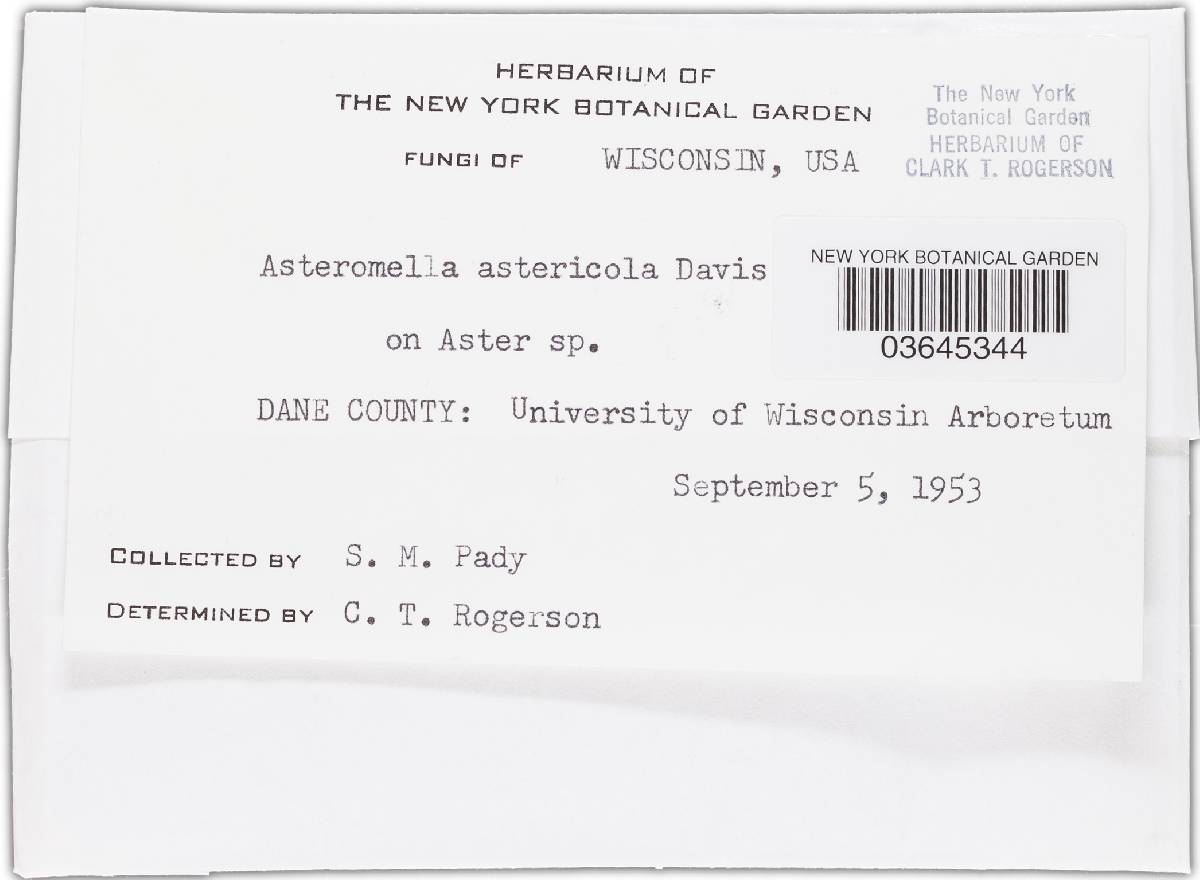 HERBARIUM OF
THE NEW YORK BOTANICAL GARDEN
FUNGI OF WISCONSIN, USA
The New York
Botanical Garden
HERBARIUM OF
CLARK T. ROGERSON
Asteromella astericola Davis
NEW YORK BOTANICAL GARDEN
03645344
on Aster sp.
DANE COUNTY: University of Wisconsin Arboretum
September 5, 1953
COLLECTED BY S. M. Pady
DETERMINED BY C. T. Rogerson